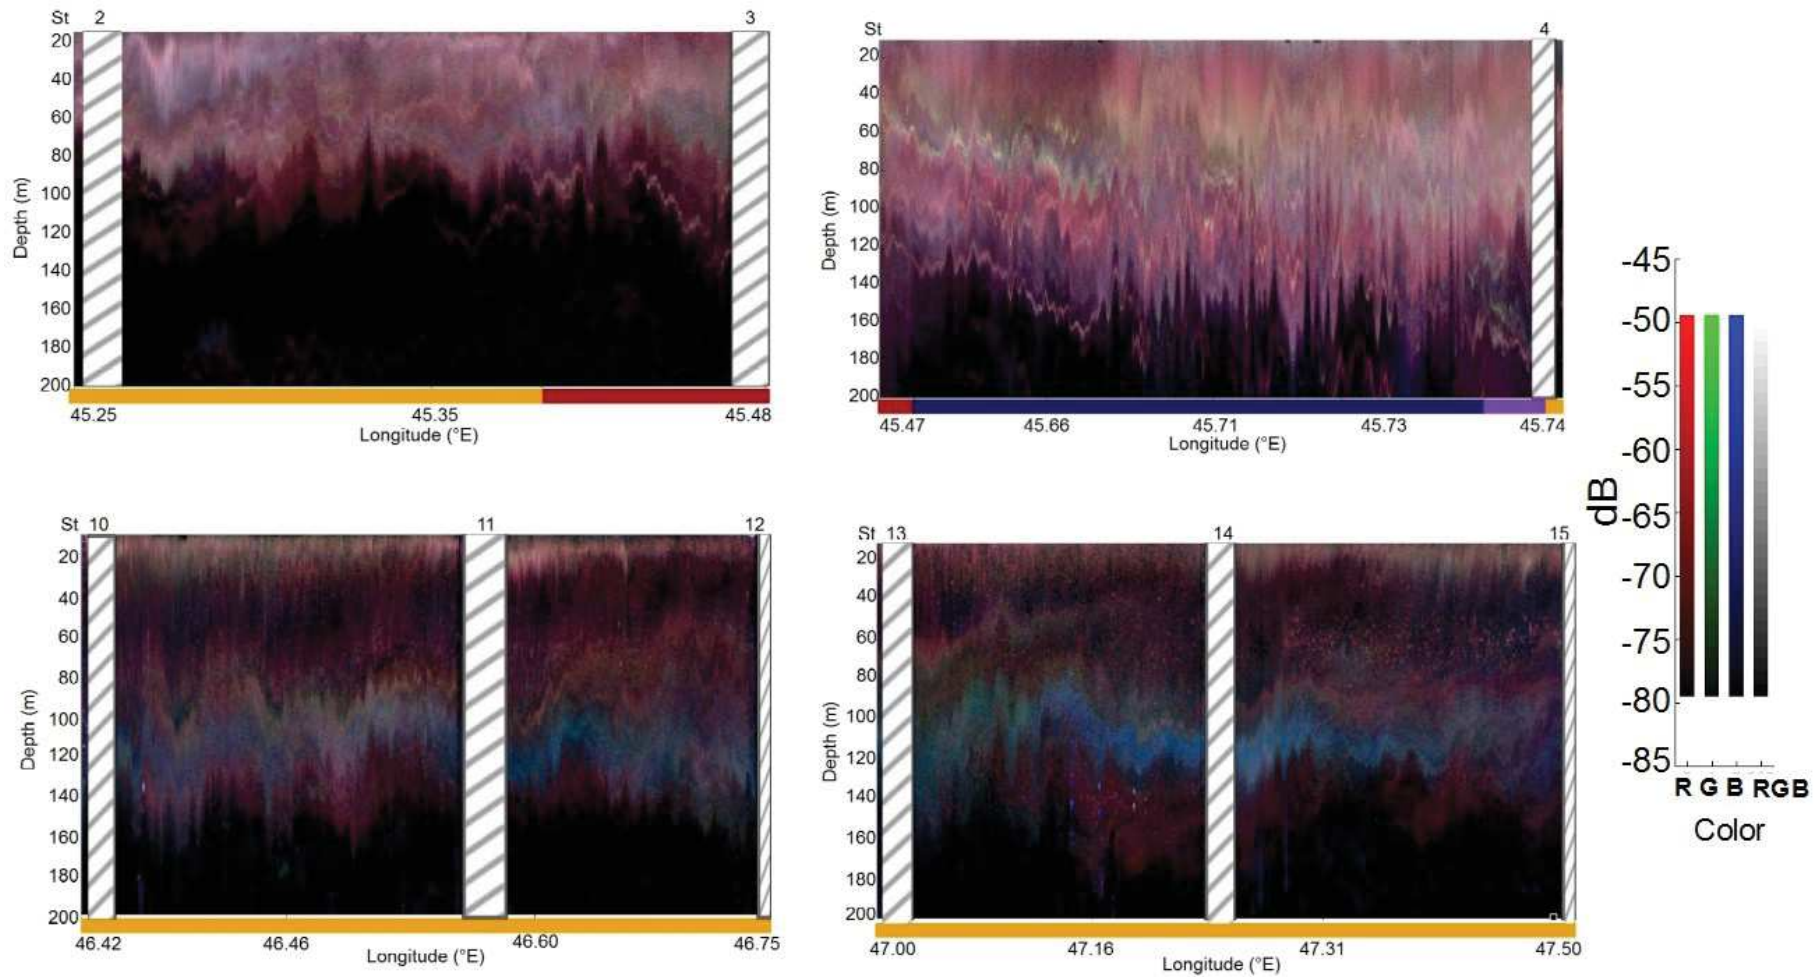 St 2 3
20
40
60
80
100
120
140
160
180
200
Depth (m)
45.25 45.35 45.48
Longitude (°E)
St 4
20
40
60
80
100
120
140
160
180
200
Depth (m)
45.47 45.66 45.71 45.73 45.74
Longitude (°E)
St 10 11 12
20
40
60
80
100
120
140
160
180
200
Depth (m)
46.42 46.46 46.60 46.75
Longitude (°E)
St 13 14 15
20
40
60
80
100
120
140
160
180
200
Depth (m)
47.00 47.16 47.31 47.50
Longitude (°E)
-45
-50
-55
-60
-65
-70
-75
-80
-85
dB
R G B RGB
Color